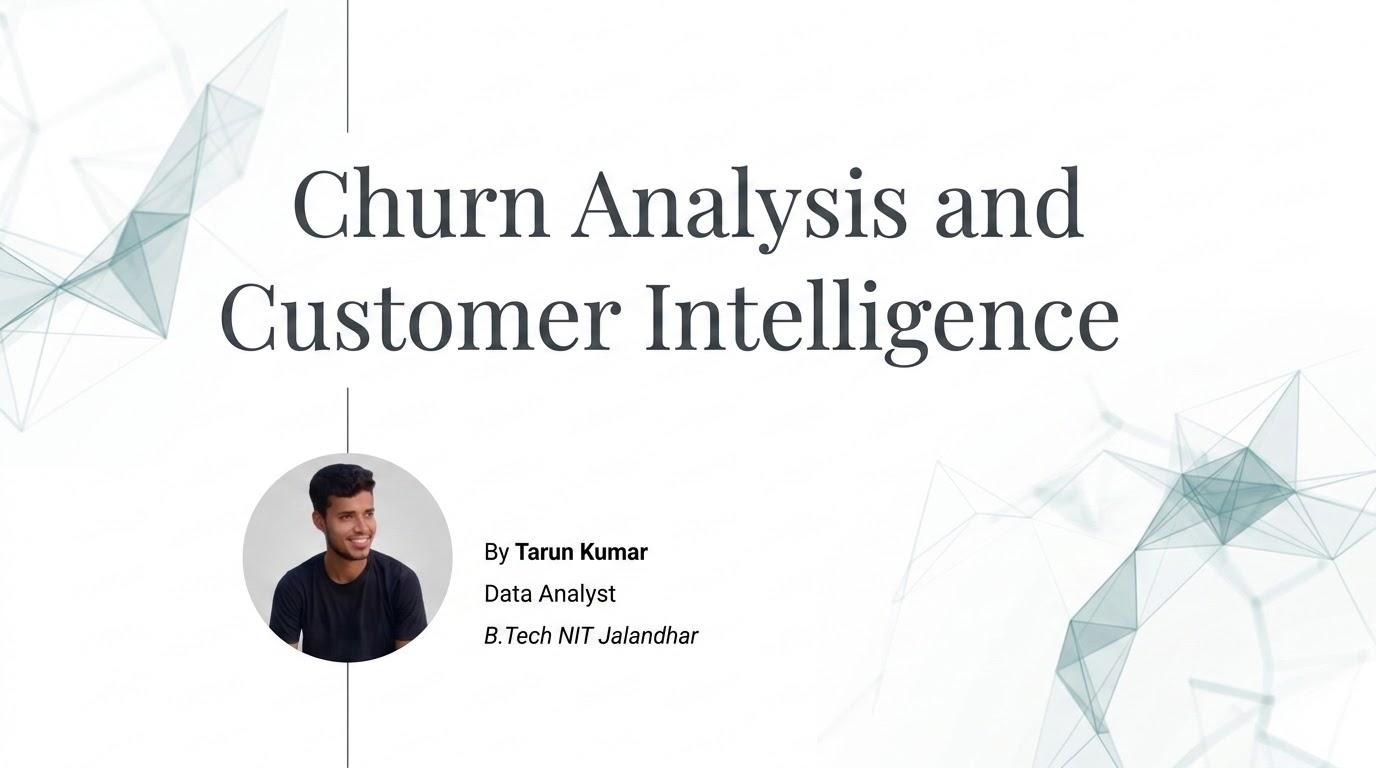 Churn Analysis and
Customer Intelligence
By Tarun Kumar
Data Analyst
B.Tech NIT Jalandhar